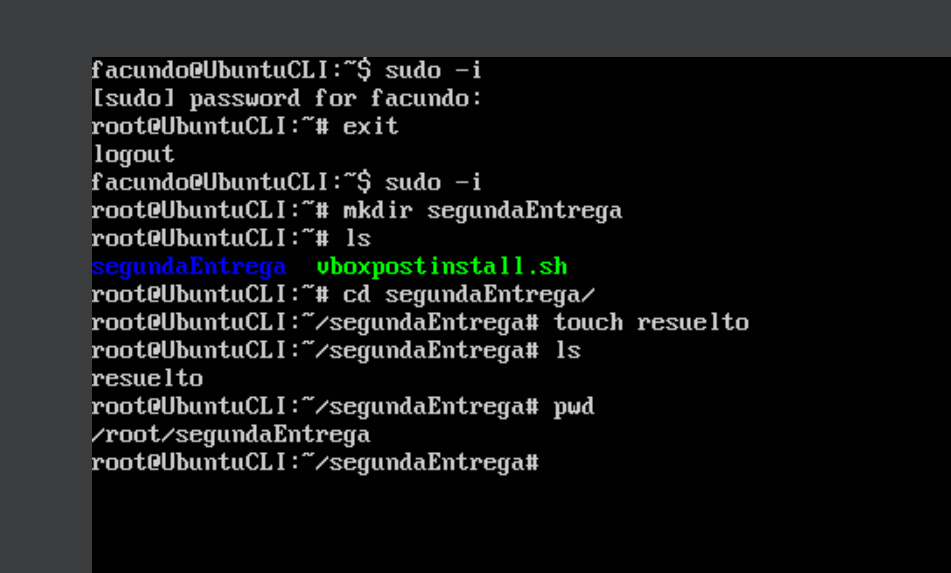 facundo@UbuntuCLI:~$ sudo -i
[sudo] password for facundo:
root@UbuntuCLI:~# exit
logout
facundo@UbuntuCLI:~$ sudo -i
root@UbuntuCLI:~# mkdir segundaEntrega
root@UbuntuCLI:~# ls
segundaEntrega  vboxpostinstall.sh
root@UbuntuCLI:~# cd segundaEntrega/
root@UbuntuCLI:~/segundaEntrega# touch resuelto
root@UbuntuCLI:~/segundaEntrega# ls
resuelto
root@UbuntuCLI:~/segundaEntrega# pwd
/root/segundaEntrega
root@UbuntuCLI:~/segundaEntrega#